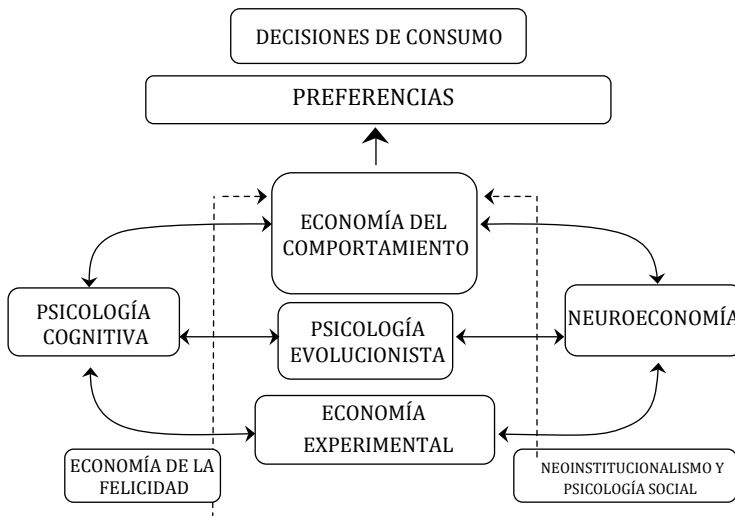 DECISIONES DE CONSUMO
PREFERENCIAS
ECONOMÍA DEL
COMPORTAMIENTO
PSICOLOGÍA
COGNITIVA
PSICOLOGÍA
EVOLUCIONISTA
NEUROECONOMÍA
ECONOMÍA
EXPERIMENTAL
ECONOMÍA DE LA
FELICIDAD
NEOINSTITUCIONALISMO Y
PSICOLOGÍA SOCIAL